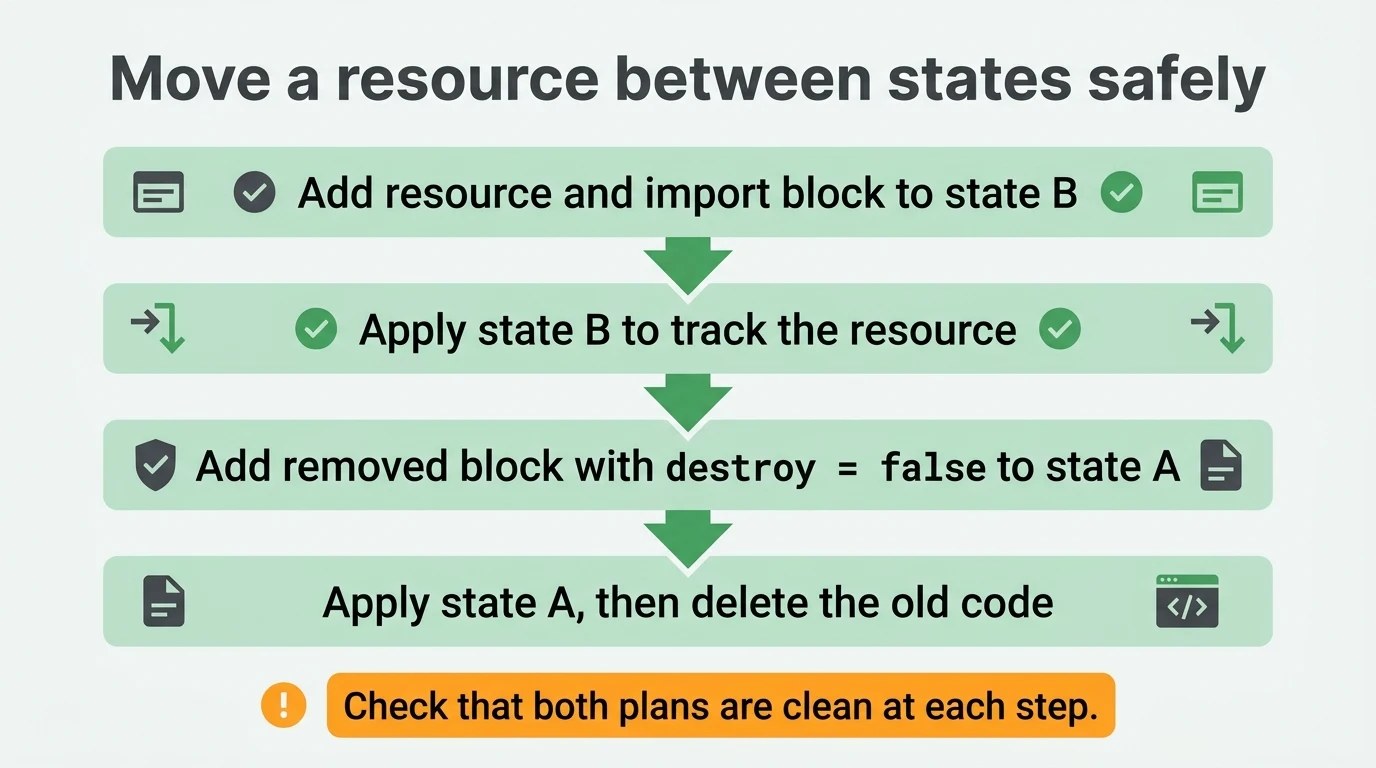 Move a resource between states safely
Add resource and import block to state B
Apply state B to track the resource
Add removed block with destroy = false to state A
Apply state A, then delete the old code
Check that both plans are clean at each step.